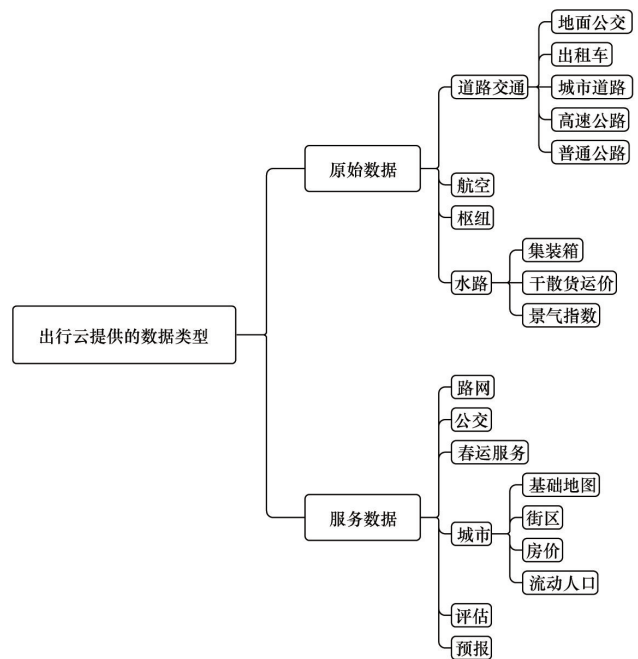 出行云提供的数据类型
原始数据
道路交通
地面公交
出租车
城市道路
高速公路
普通公路
航空
枢纽
水路
集装箱
干散货运价
景气指数
服务数据
路网
公交
春运服务
城市
基础地图
街区
房价
流动人口
评估
预报